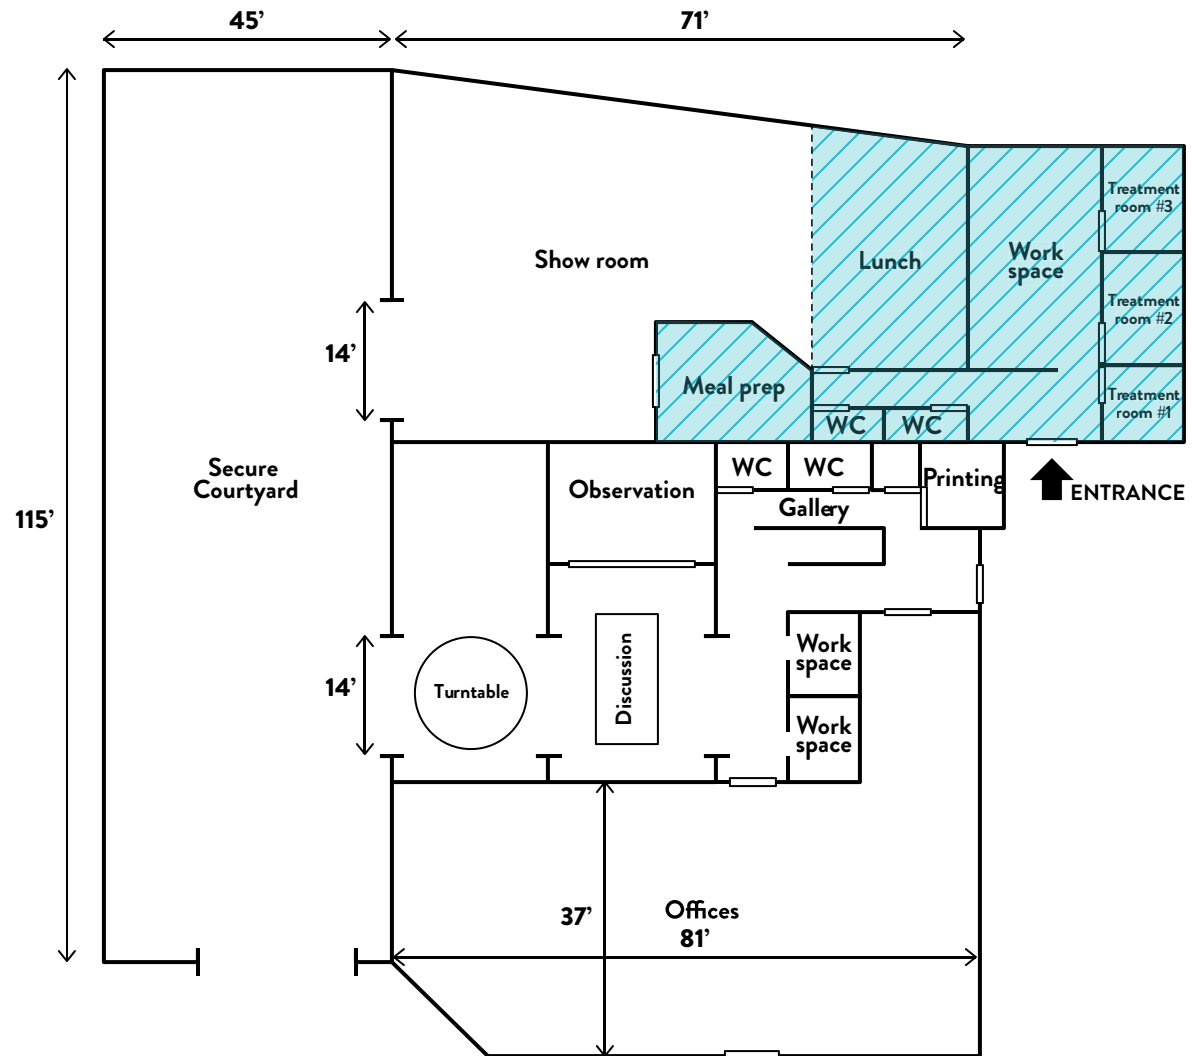 45’
71’
Treatment
room #3
Show room
Lunch
Work
space
Treatment
room #2
14’
Meal prep
Treatment
room #1
WC
WC
Secure
Courtyard
Observation
WC
WC
Printing
ENTRANCE
Gallery
115’
Work
space
14’
Turntable
Discussion
Work
space
37’
Offices
81’